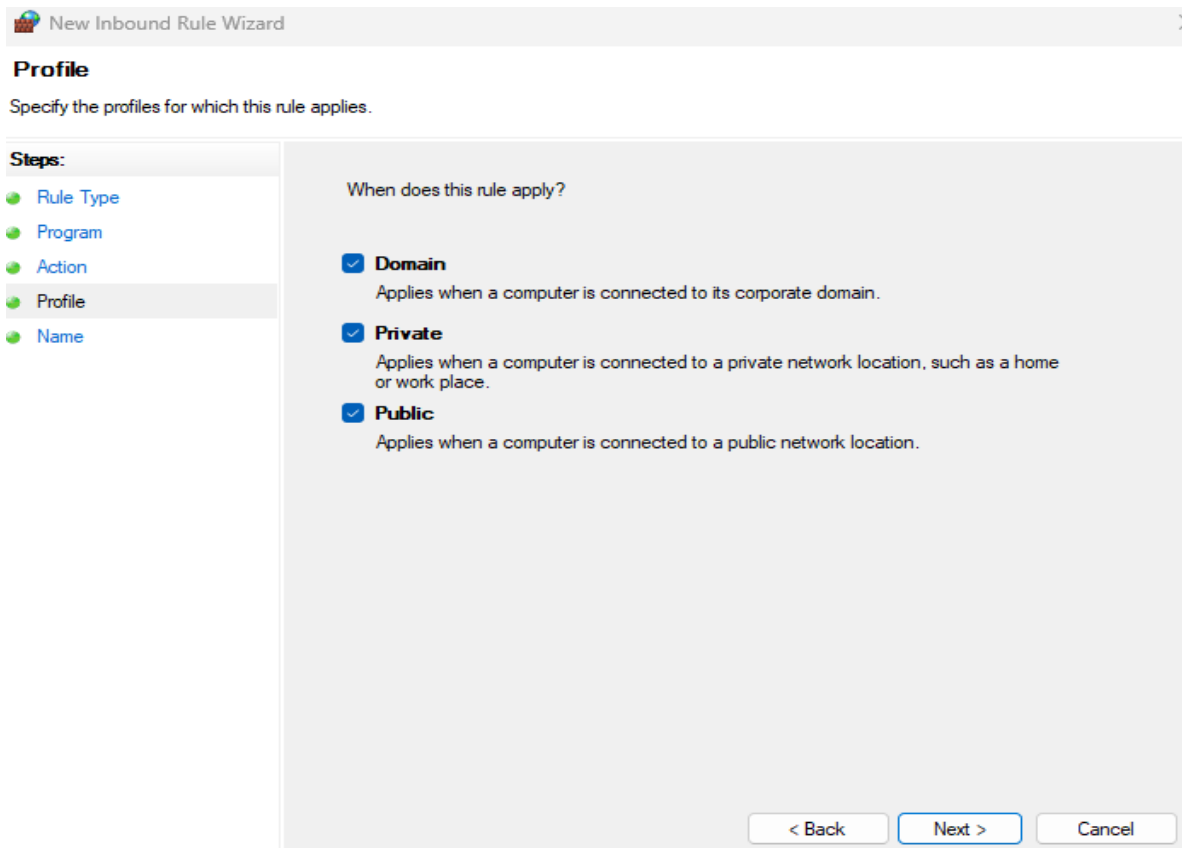 New Inbound Rule Wizard
Profile
Specify the profiles for which this rule applies.
Steps:
Rule Type
Program
Action
Profile
Name
When does this rule apply?
Domain
Applies when a computer is connected to its corporate domain.
Private
Applies when a computer is connected to a private network location, such as a home
or work place.
Public
Applies when a computer is connected to a public network location.
< Back
Next >
Cancel